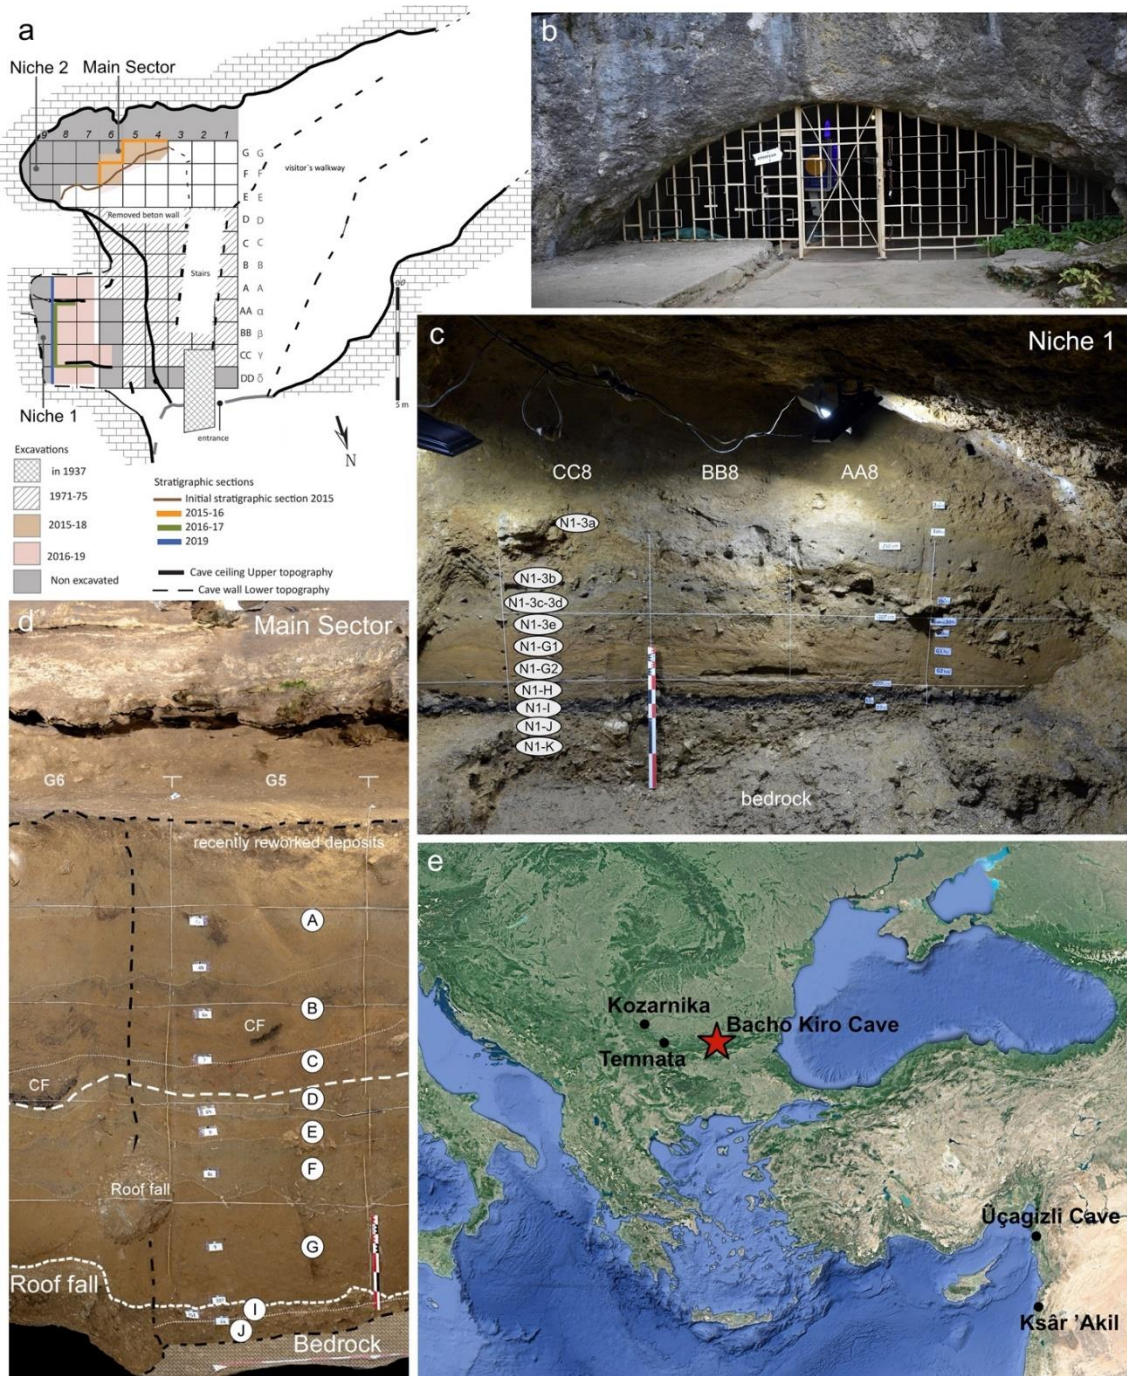 a
Niche 2
Main Sector
9 8 7 6 5 4 3 2 1
G G
F F
E E
Removed beton wall
D D
C C
B B
Stairs
A A
AA α
BB β
CC γ
DD δ
visitor's walkway
5 m
Niche 1
entrance
N
Excavations
in 1937
1971-75
2015-18
2016-19
Non excavated
Stratigraphic sections
Initial stratigraphic section 2015
2015-16
2016-17
2019
Cave ceiling Upper topography
Cave wall Lower topography
b
c
Niche 1
CC8
BB8
AA8
N1-3a
N1-3b
N1-3c-3d
N1-3e
N1-G1
N1-G2
N1-H
N1-I
N1-J
N1-K
bedrock
d
Main Sector
G6
G5
recently reworked deposits
A
B
CF
C
CF
D
E
F
Roof fall
G
Roof fall
I
J
Bedrock
e
Kozarnika
Bacho Kiro Cave
Temnata
Üçagizli Cave
Ksâr 'Akil